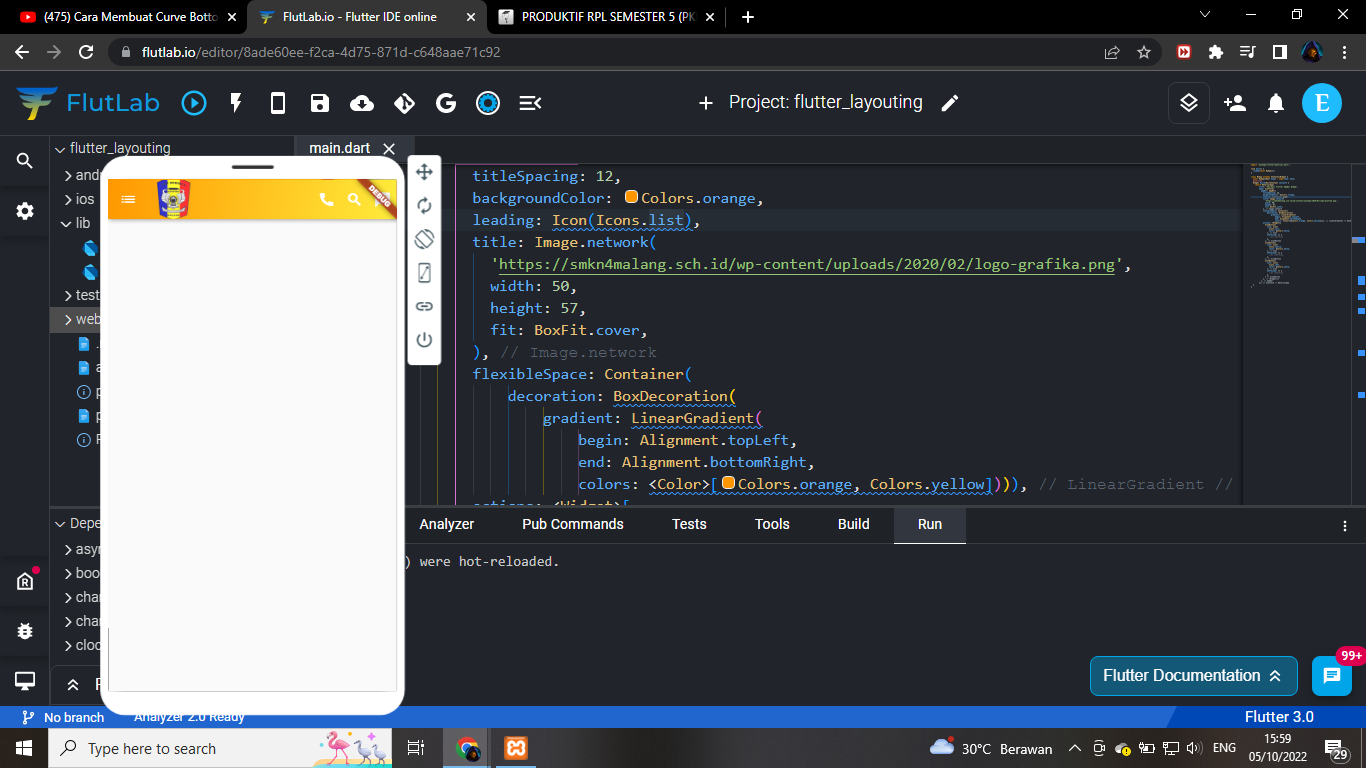 (475) Cara Membuat Curve Botto
FlutLab.io - Flutter IDE online
PRODUKTIF RPL SEMESTER 5 (PK
flutlab.io/editor/8ade60ee-f2ca-4d75-871d-c648aae71c92
FlutLab
Project: flutter_layouting
E
flutter_layouting
main.dart
andr
ios
lib
test
web
DEBUG
titleSpacing: 12,
backgroundColor: Colors.orange,
leading: Icon(Icons.list),
title: Image.network(
'https://smkn4malang.sch.id/wp-content/uploads/2020/02/logo-grafika.png',
width: 50,
height: 57,
fit: BoxFit.cover,
), // Image.network
flexibleSpace: Container(
decoration: BoxDecoration(
gradient: LinearGradient(
begin: Alignment.topLeft,
end: Alignment.bottomRight,
colors: <Color>[Colors.orange, Colors.yellow]))), // LinearGradient //
actions: <Widget>[
Depe
asyn
boo
char
char
cloc
Analyzer
Pub Commands
Tests
Tools
Build
Run
) were hot-reloaded.
Flutter Documentation
99+
No branch
Analyzer 2.0 Ready
Flutter 3.0
Type here to search
30°C Berawan
ENG
15:59
05/10/2022
29